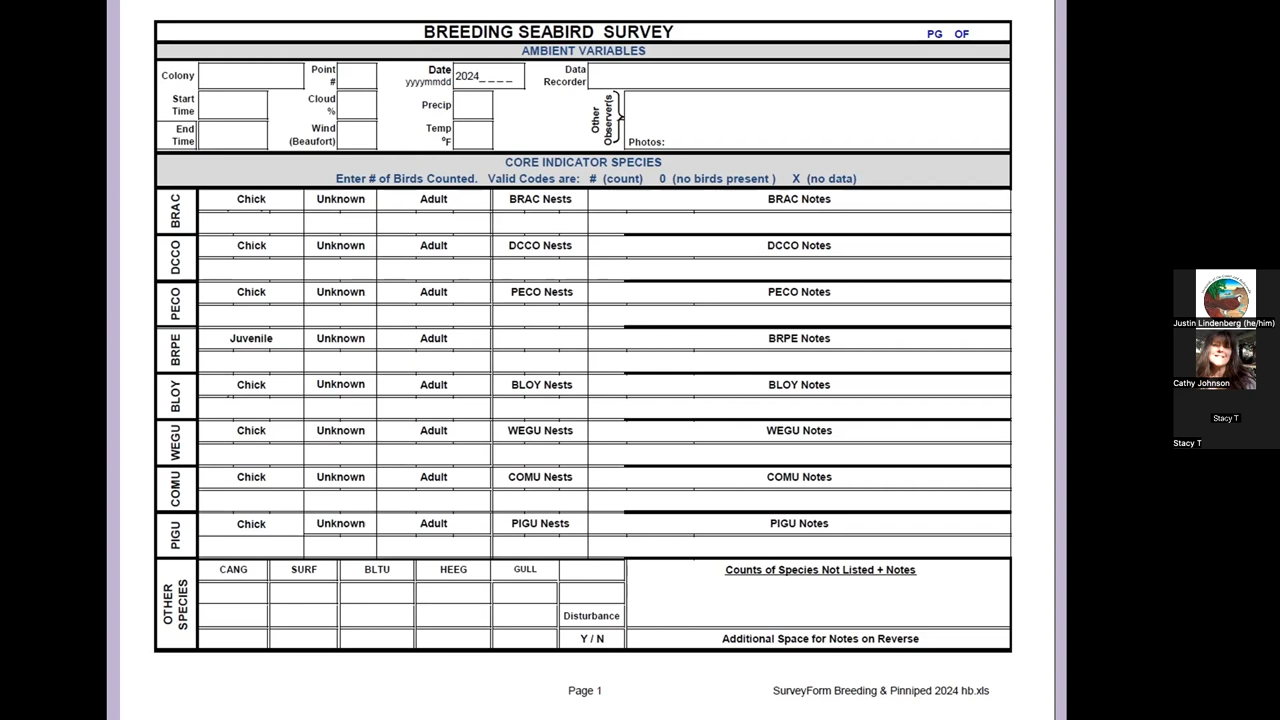 BREEDING SEABIRD SURVEY
PG OF
AMBIENT VARIABLES
Colony
Point #
Date yyyymmdd
2024_ _ _ _
Data Recorder
Start Time
Cloud %
Precip
Other Observer(s
End Time
Wind (Beaufort)
Temp ºF
Photos:
CORE INDICATOR SPECIES
Enter # of Birds Counted. Valid Codes are: # (count) 0 (no birds present ) X (no data)
BRAC
Chick Unknown Adult BRAC Nests BRAC Notes
DCCO
Chick Unknown Adult DCCO Nests DCCO Notes
PECO
Chick Unknown Adult PECO Nests PECO Notes
BRPE
Juvenile Unknown Adult BRPE Notes
BLOY
Chick Unknown Adult BLOY Nests BLOY Notes
WEGU
Chick Unknown Adult WEGU Nests WEGU Notes
COMU
Chick Unknown Adult COMU Nests COMU Notes
PIGU
Chick Unknown Adult PIGU Nests PIGU Notes
OTHER SPECIES
CANG SURF BLTU HEEG GULL
Counts of Species Not Listed + Notes
Disturbance
Y / N
Additional Space for Notes on Reverse
Page 1
SurveyForm Breeding & Pinniped 2024 hb.xls
Justin Lindenberg (he/him)
Cathy Johnson
Stacy T
Stacy T